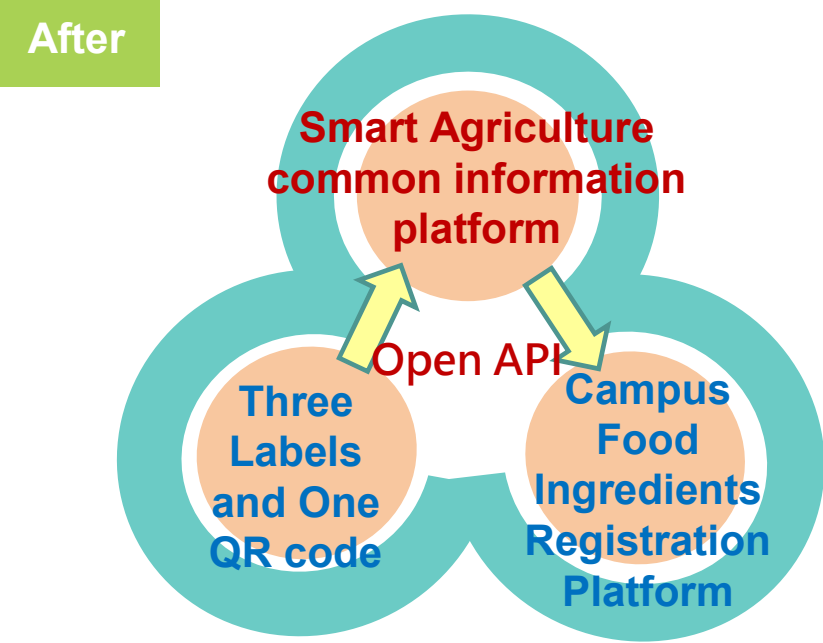 After
Smart Agriculture
common information
platform
Open API
Three
Labels
and One
QR code
Campus
Food
Ingredients
Registration
Platform